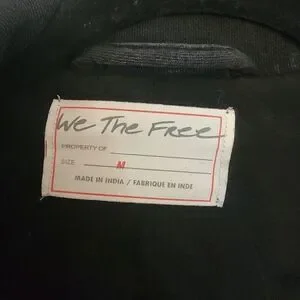 We The Free
PROPERTY OF
SIZE M
MADE IN INDIA / FABRIQUE EN INDE